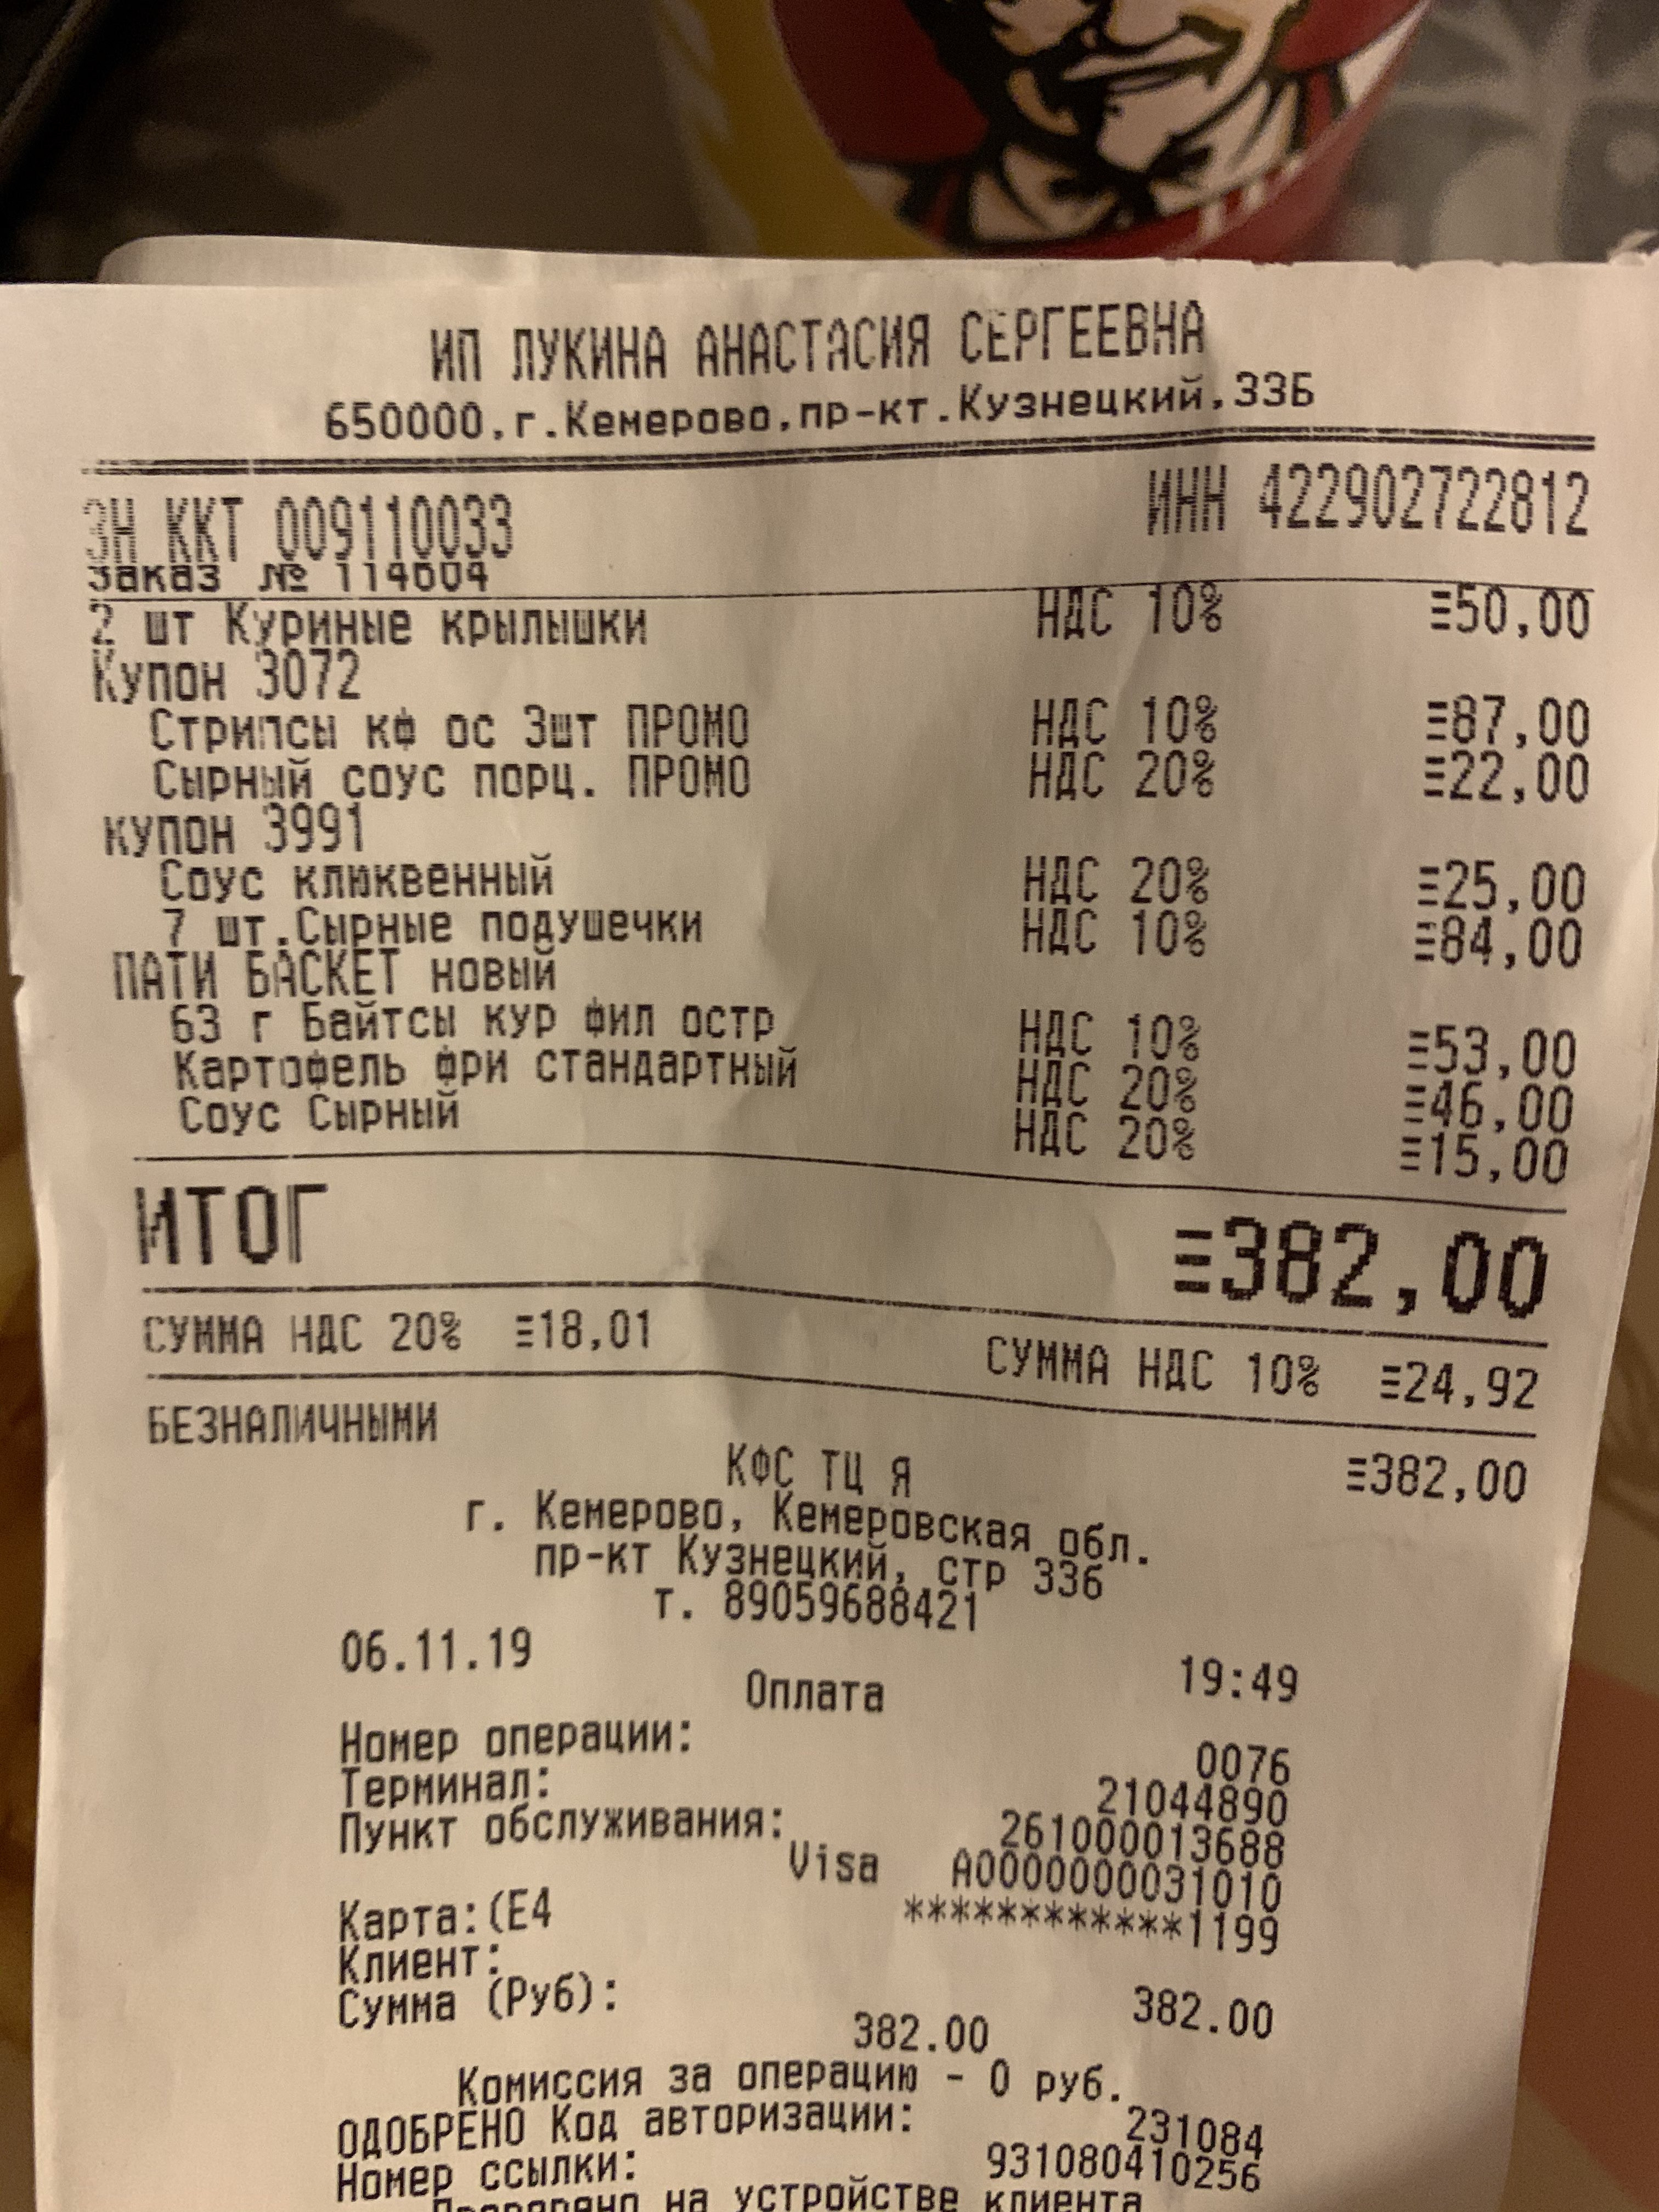 ИП ЛУКИНА АНАСТАСИЯ СЕРГЕЕВНА
650000,г.Кемерово,пр-кт.Кузнецкий,33Б
ЗН ККТ 009110033 ИНН 422902722812
Заказ № 114604
2 шт Куриные крылышки НДС 10% ≡50,00
Купон 3072
Стрипсы кф ос 3шт ПРОМО НДС 10% ≡87,00
Сырный соус порц. ПРОМО НДС 20% ≡22,00
купон 3991
Соус клюквенный НДС 20% ≡25,00
7 шт.Сырные подушечки НДС 10% ≡84,00
ПАТИ БАСКЕТ новый
63 г Байтсы кур фил остр НДС 10% ≡53,00
Картофель фри стандартный НДС 20% ≡46,00
Соус Сырный НДС 20% ≡15,00
ИТОГ ≡382,00
СУММА НДС 20% ≡18,01 СУММА НДС 10% ≡24,92
БЕЗНАЛИЧНЫМИ ≡382,00
КФС ТЦ Я
г. Кемерово, Кемеровская обл.
пр-кт Кузнецкий, стр 33б
т. 89059688421
06.11.19 19:49
Оплата
Номер операции: 0076
Терминал: 21044890
Пункт обслуживания: 261000013688
Visa A0000000031010
Карта:(E4 ************1199
Клиент:
Сумма (Руб): 382.00
382.00
Комиссия за операцию - 0 руб.
ОДОБРЕНО Код авторизации: 231084
Номер ссылки: 931080410256
на устройстве клиента